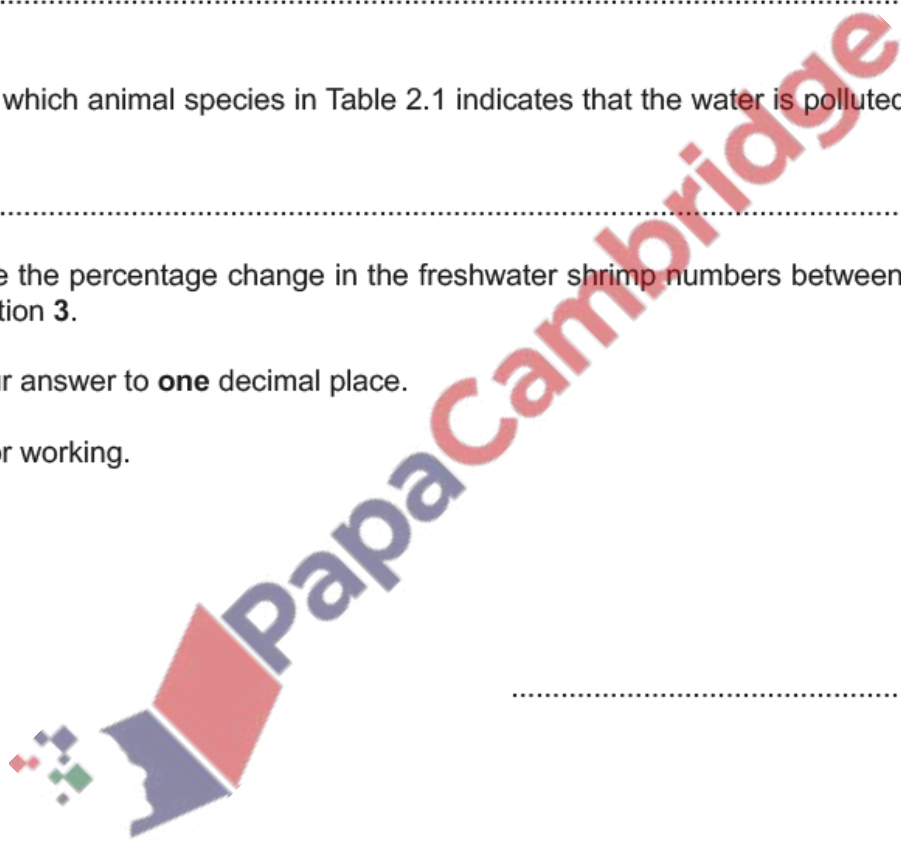 which animal species in Table 2.1 indicates that the water is polluted
e the percentage change in the freshwater shrimp numbers between
tion 3.
r answer to one decimal place.
r working.
PapaCambridge